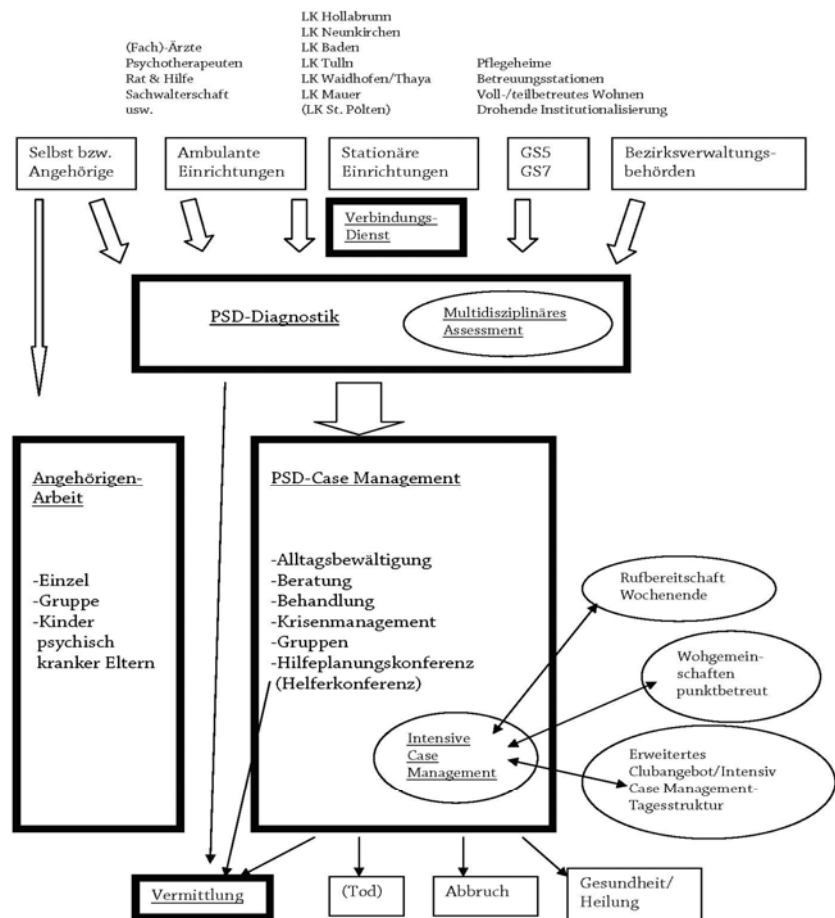 LK Hollabrunn
LK Neunkirchen
LK Baden
LK Tulln
LK Waidhofen/Thaya
LK Mauer
(LK St. Pölten)
(Fach)-Ärzte
Psychotherapeuten
Rat & Hilfe
Sachwalterschaft
usw.
Pflegeheime
Betreuungsstationen
Voll-/teilbetreutes Wohnen
Drohende Institutionalisierung
Selbst bzw.
Angehörige
Ambulante
Einrichtungen
Stationäre
Einrichtungen
GS5
GS7
Bezirksverwaltungs-
behörden
Verbindungs-
Dienst
PSD-Diagnostik
Multidisziplinäres
Assessment
Angehörigen-
Arbeit
-Einzel
-Gruppe
-Kinder
psychisch
kranker Eltern
PSD-Case Management
-Alltagsbewältigung
-Beratung
-Behandlung
-Krisenmanagement
-Gruppen
-Hilfeplanungskonferenz
(Helferkonferenz)
Intensive
Case
Management
Rufbereitschaft
Wochenende
Wohgemein-
schaften
punktbetreut
Erweitertes
Clubangebot/Intensiv
Case Management-
Tagesstruktur
Vermittlung
(Tod)
Abbruch
Gesundheit/
Heilung